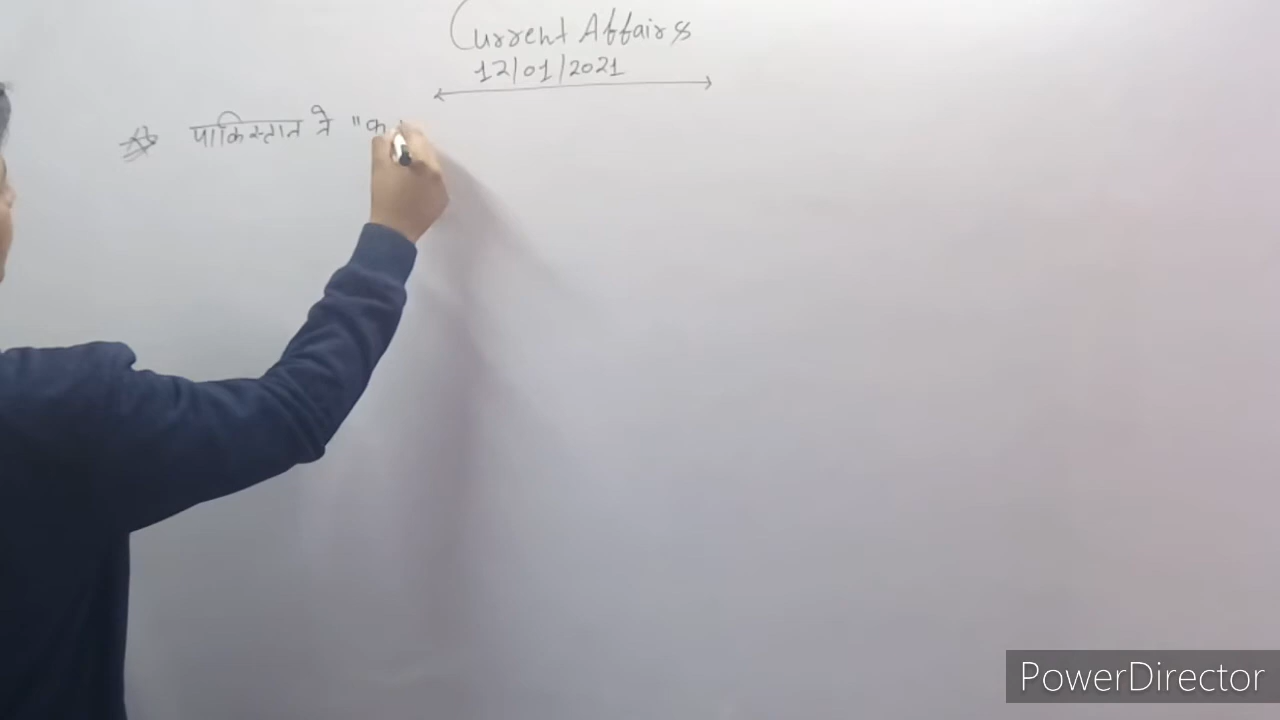 Current Affairs
12/01/2021
पाकिस्तान ने "क
PowerDirector